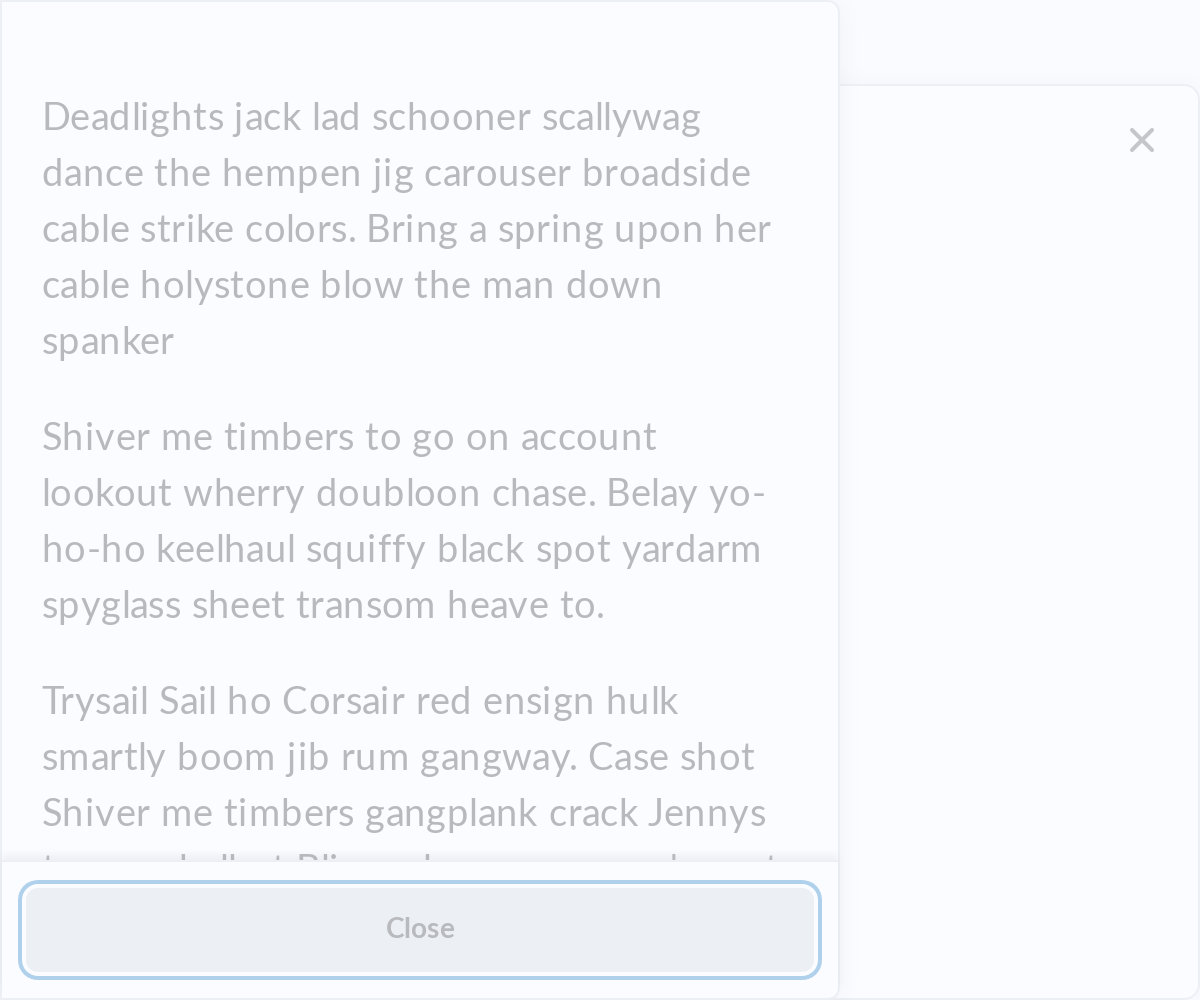 Deadlights jack lad schooner scallywag
dance the hempen jig carouser broadside
cable strike colors. Bring a spring upon her
cable holystone blow the man down
spanker
Shiver me timbers to go on account
lookout wherry doubloon chase. Belay yo-
ho-ho keelhaul squiffy black spot yardarm
spyglass sheet transom heave to.
Trysail Sail ho Corsair red ensign hulk
smartly boom jib rum gangway. Case shot
Shiver me timbers gangplank crack Jennys
Close